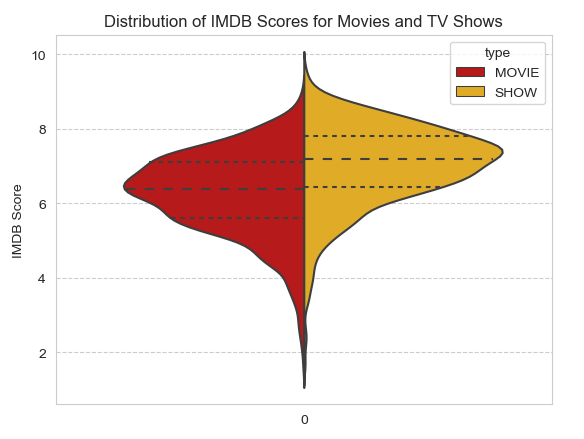 Distribution of IMDB Scores for Movies and TV Shows
type
MOVIE
SHOW
IMDB Score
10
8
6
4
2
0